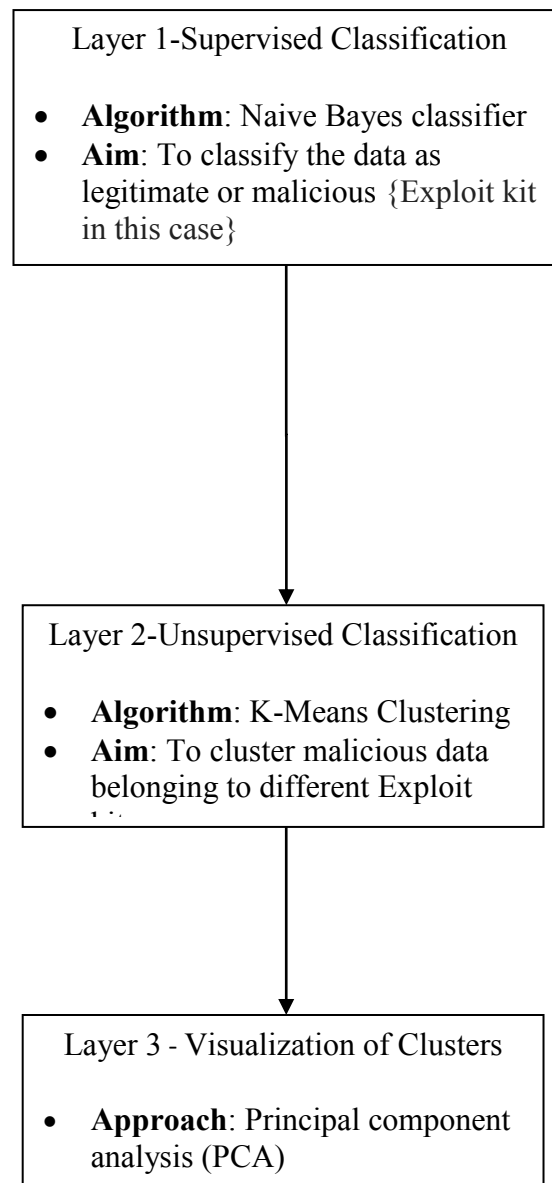 Layer 1-Supervised Classification
• Algorithm: Naive Bayes classifier
• Aim: To classify the data as
legitimate or malicious {Exploit kit
in this case}
Layer 2-Unsupervised Classification
• Algorithm: K-Means Clustering
• Aim: To cluster malicious data
belonging to different Exploit
Layer 3 - Visualization of Clusters
• Approach: Principal component
analysis (PCA)